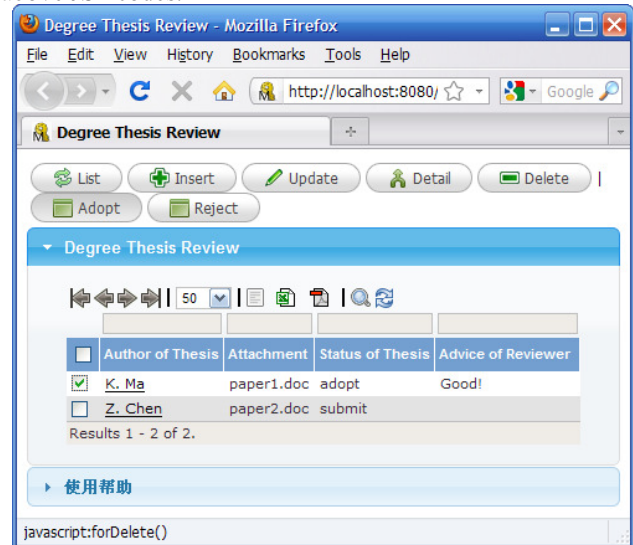 Degree Thesis Review - Mozilla Firefox
File Edit View History Bookmarks Tools Help
http://localhost:8080/ Google
Degree Thesis Review
List Insert Update Detail Delete |
Adopt Reject
Degree Thesis Review
50
Author of Thesis Attachment Status of Thesis Advice of Reviewer
K. Ma paper1.doc adopt Good!
Z. Chen paper2.doc submit
Results 1 - 2 of 2.
使用帮助
javascript:forDelete()